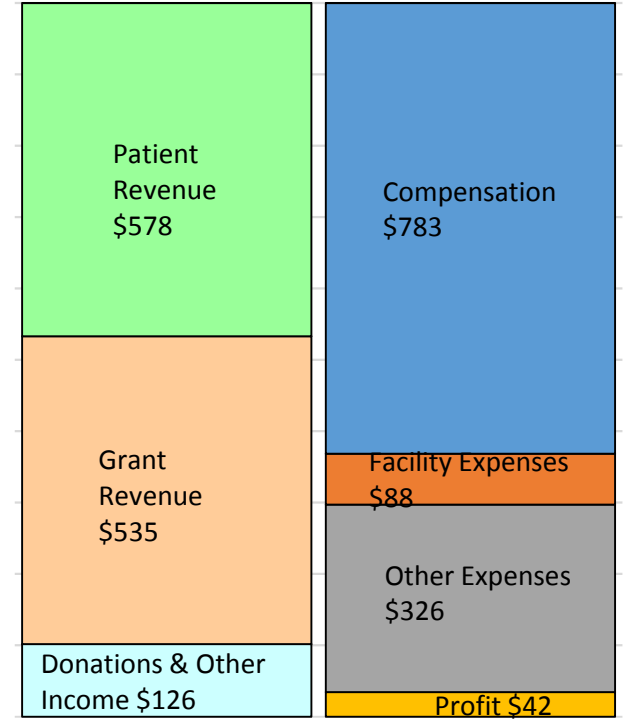 Patient
Revenue
$578
Grant
Revenue
$535
Donations & Other
Income $126
Compensation
$783
Facility Expenses
$88
Other Expenses
$326
Profit $42